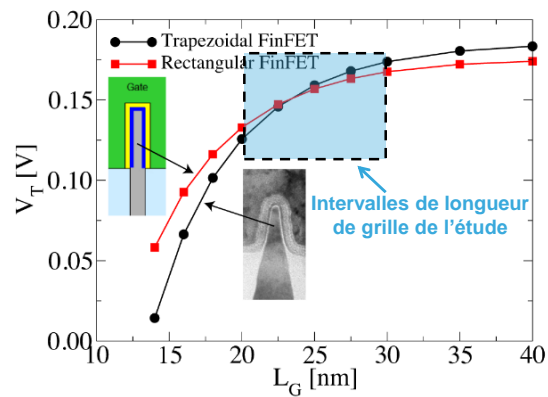 0.20
Trapezoidal FinFET
Rectangular FinFET
Gate
0.15
V_T [V]
0.10
Intervalles de longueur
de grille de l'étude
0.05
0.00
10 15 20 25 30 35 40
L_G [nm]